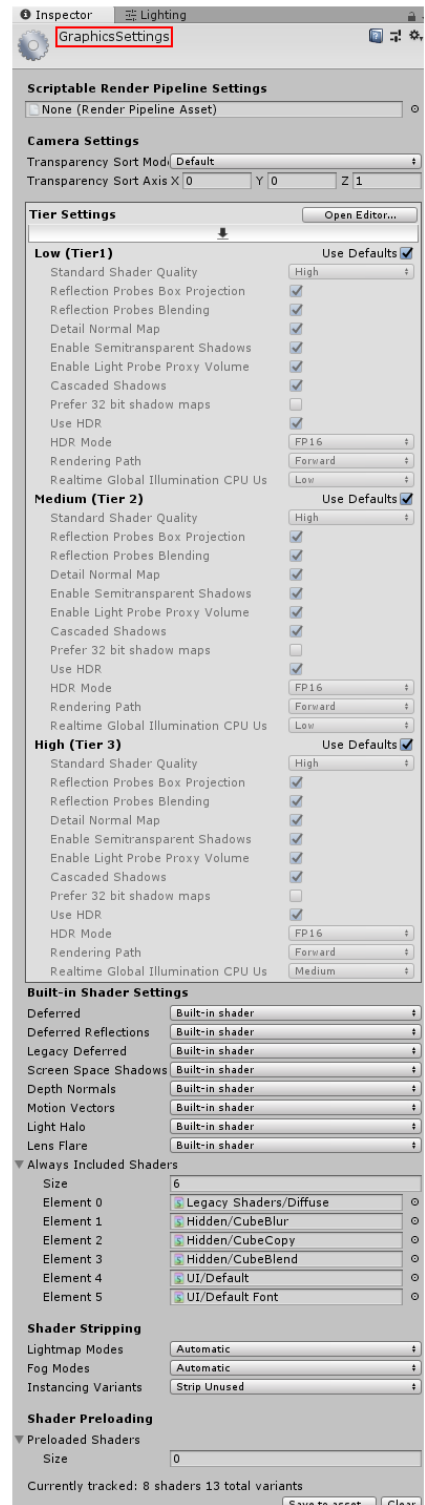 Inspector Lighting
GraphicsSettings
Scriptable Render Pipeline Settings
None (Render Pipeline Asset)
Camera Settings
Transparency Sort Mod Default
Transparency Sort Axis X 0 Y 0 Z 1
Tier Settings Open Editor...
Low (Tier1) Use Defaults
Standard Shader Quality High
Reflection Probes Box Projection
Reflection Probes Blending
Detail Normal Map
Enable Semitransparent Shadows
Enable Light Probe Proxy Volume
Cascaded Shadows
Prefer 32 bit shadow maps
Use HDR
HDR Mode FP16
Rendering Path Forward
Realtime Global Illumination CPU Us Low
Medium (Tier 2) Use Defaults
Standard Shader Quality High
Reflection Probes Box Projection
Reflection Probes Blending
Detail Normal Map
Enable Semitransparent Shadows
Enable Light Probe Proxy Volume
Cascaded Shadows
Prefer 32 bit shadow maps
Use HDR
HDR Mode FP16
Rendering Path Forward
Realtime Global Illumination CPU Us Low
High (Tier 3) Use Defaults
Standard Shader Quality High
Reflection Probes Box Projection
Reflection Probes Blending
Detail Normal Map
Enable Semitransparent Shadows
Enable Light Probe Proxy Volume
Cascaded Shadows
Prefer 32 bit shadow maps
Use HDR
HDR Mode FP16
Rendering Path Forward
Realtime Global Illumination CPU Us Medium
Built-in Shader Settings
Deferred Built-in shader
Deferred Reflections Built-in shader
Legacy Deferred Built-in shader
Screen Space Shadows Built-in shader
Depth Normals Built-in shader
Motion Vectors Built-in shader
Light Halo Built-in shader
Lens Flare Built-in shader
Always Included Shaders
Size 6
Element 0 Legacy Shaders/Diffuse
Element 1 Hidden/CubeBlur
Element 2 Hidden/CubeCopy
Element 3 Hidden/CubeBlend
Element 4 UI/Default
Element 5 UI/Default Font
Shader Stripping
Lightmap Modes Automatic
Fog Modes Automatic
Instancing Variants Strip Unused
Shader Preloading
Preloaded Shaders
Size 0
Currently tracked: 8 shaders 13 total variants
Save to asset... Clear